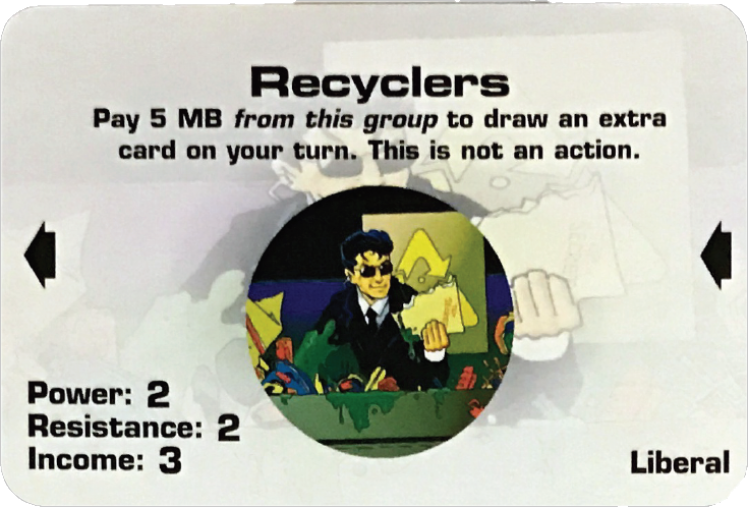 Recyclers
Pay 5 MB from this group to draw an extra
card on your turn. This is not an action.
Power: 2
Resistance: 2
Income: 3
Liberal